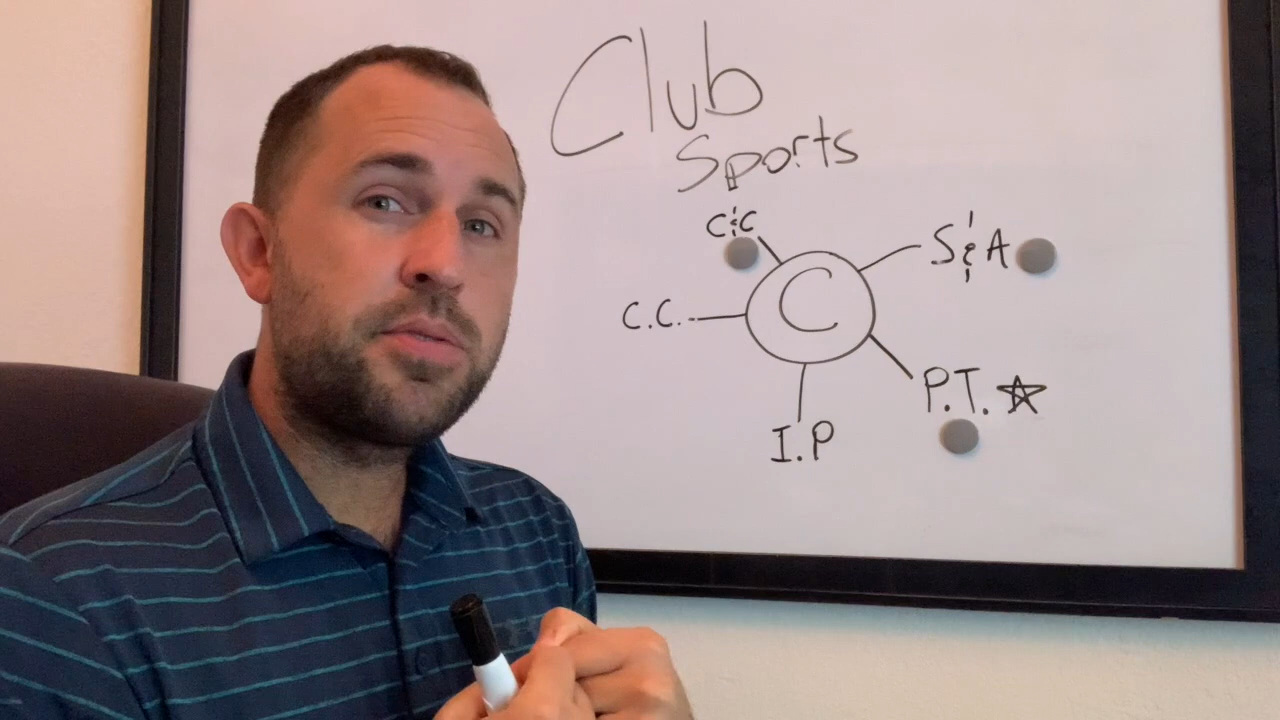 Club
Sports
C&C
S&A
C.C.
C
P.T. ☆
I.P